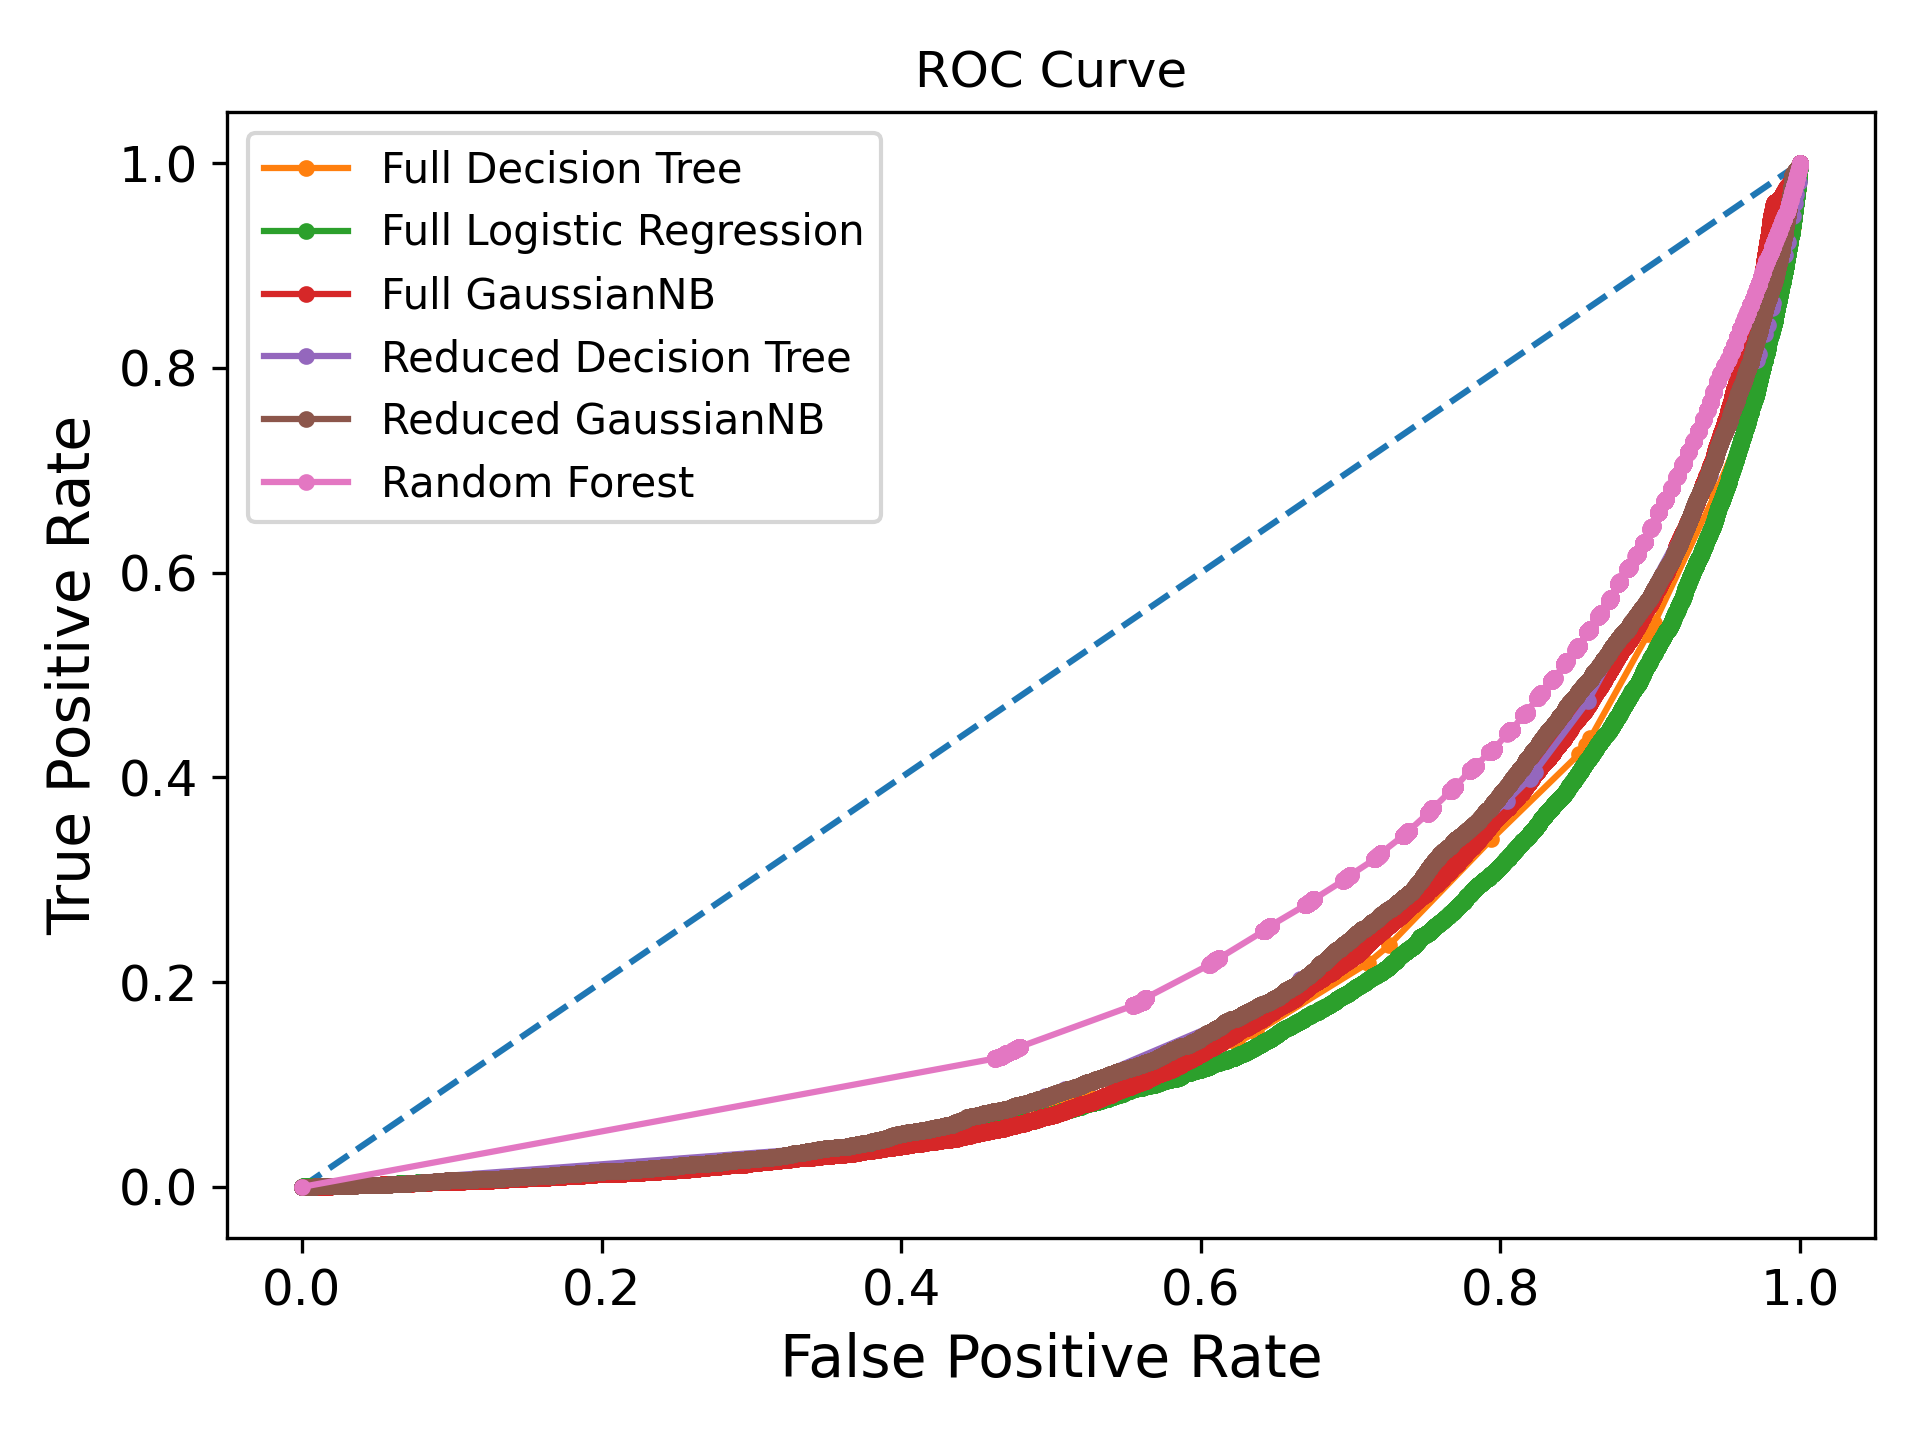 ROC Curve
Full Decision Tree
Full Logistic Regression
Full GaussianNB
Reduced Decision Tree
Reduced GaussianNB
Random Forest
True Positive Rate
1.0
0.8
0.6
0.4
0.2
0.0
0.0 0.2 0.4 0.6 0.8 1.0
False Positive Rate